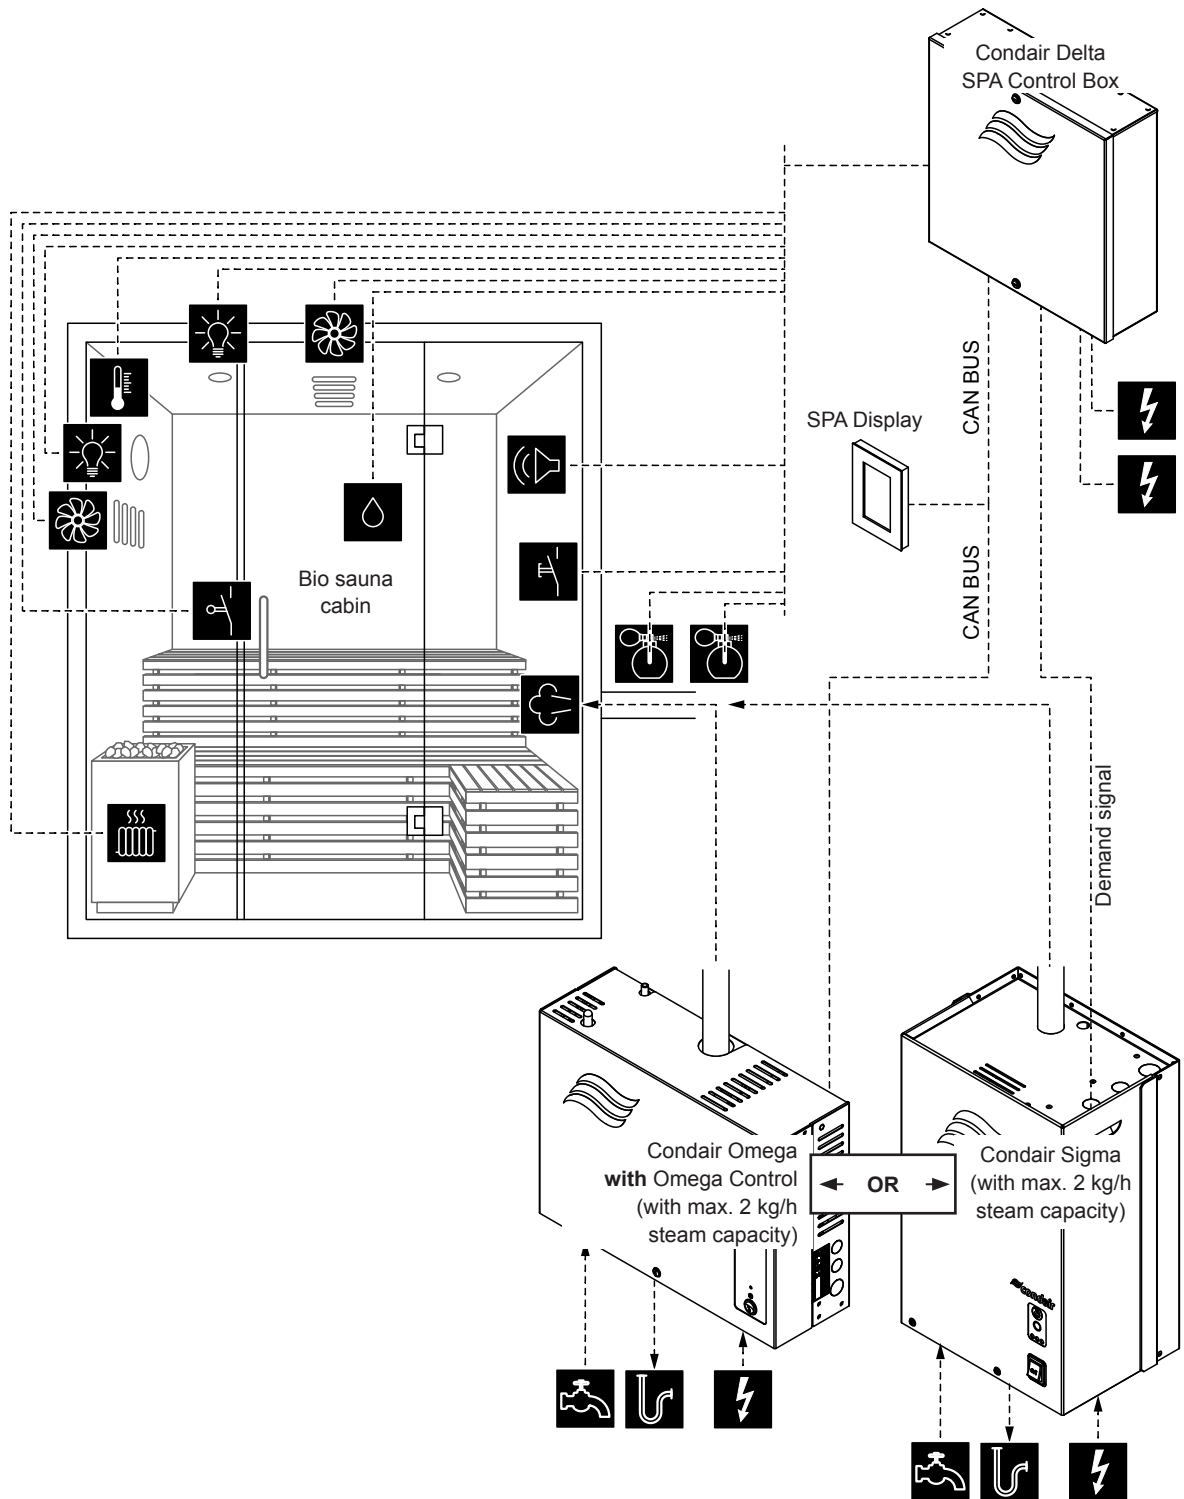 Condair Delta
SPA Control Box
CAN BUS
SPA Display
CAN BUS
Bio sauna
cabin
Demand signal
Condair Omega
with Omega Control
(with max. 2 kg/h
steam capacity)
OR
Condair Sigma
(with max. 2 kg/h
steam capacity)
condair